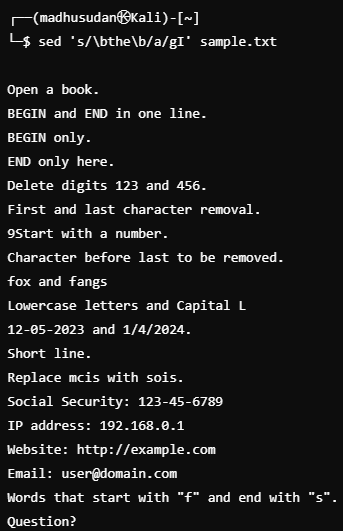 ┌──(madhusudan㉿Kali)-[~]
└─$ sed 's/\bthe\b/a/gI' sample.txt
Open a book.
BEGIN and END in one line.
BEGIN only.
END only here.
Delete digits 123 and 456.
First and last character removal.
9Start with a number.
Character before last to be removed.
fox and fangs
Lowercase letters and Capital L
12-05-2023 and 1/4/2024.
Short line.
Replace mcis with sois.
Social Security: 123-45-6789
IP address: 192.168.0.1
Website: http://example.com
Email: user@domain.com
Words that start with "f" and end with "s".
Question?